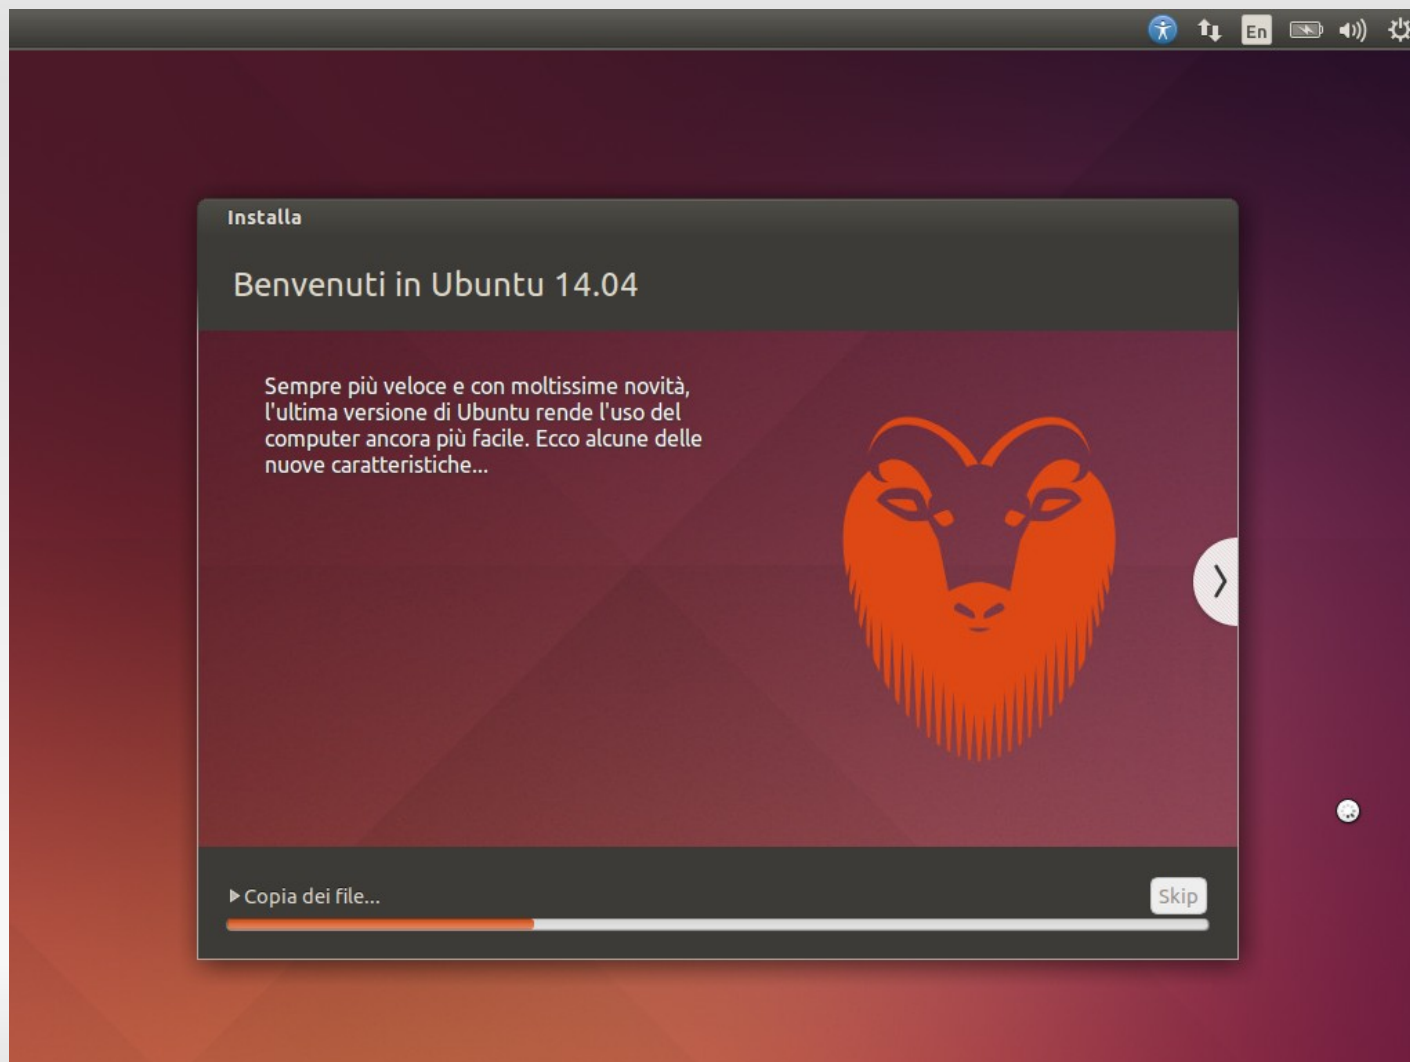 En
Installa
Benvenuti in Ubuntu 14.04
Sempre più veloce e con moltissime novità,
l'ultima versione di Ubuntu rende l'uso del
computer ancora più facile. Ecco alcune delle
nuove caratteristiche...
Copia dei file...
Skip